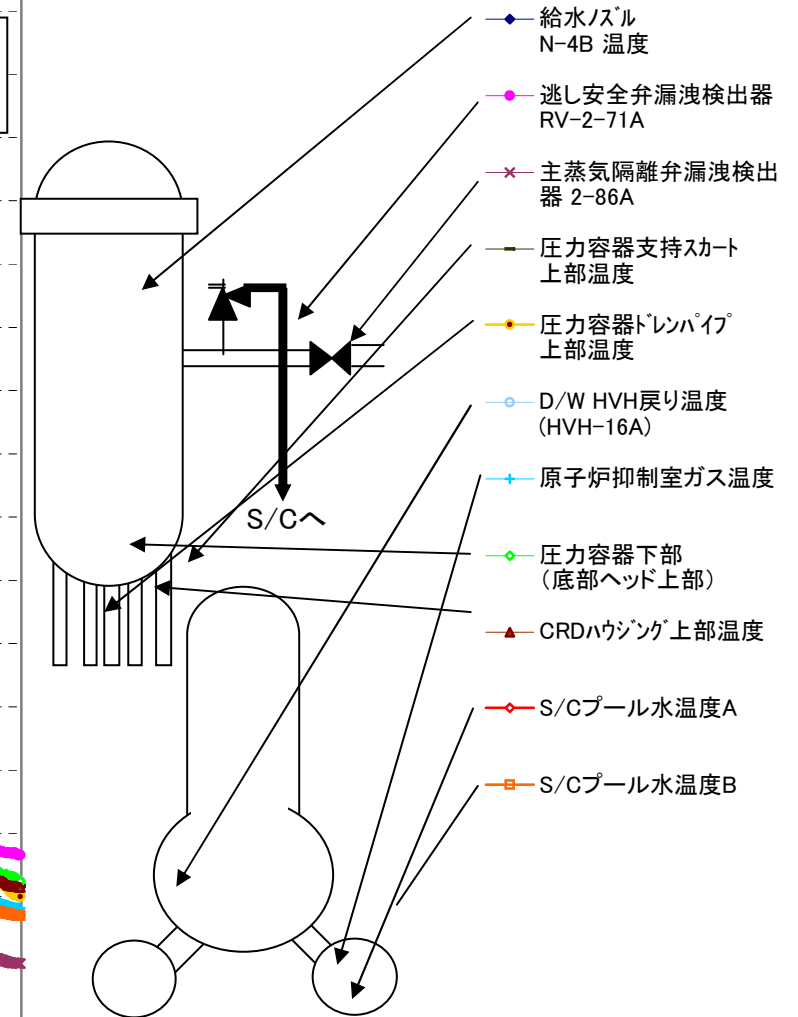 給水ノズル
N-4B 温度
逃し安全弁漏洩検出器
RV-2-71A
主蒸気隔離弁漏洩検出
器 2-86A
圧力容器支持スカート
上部温度
圧力容器ドレンパイプ
上部温度
D/W HVH戻り温度
(HVH-16A)
原子炉抑制室ガス温度
S/Cへ
圧力容器下部
（底部ヘッド上部）
CRDハウジング上部温度
S/Cプール水温度A
S/Cプール水温度B